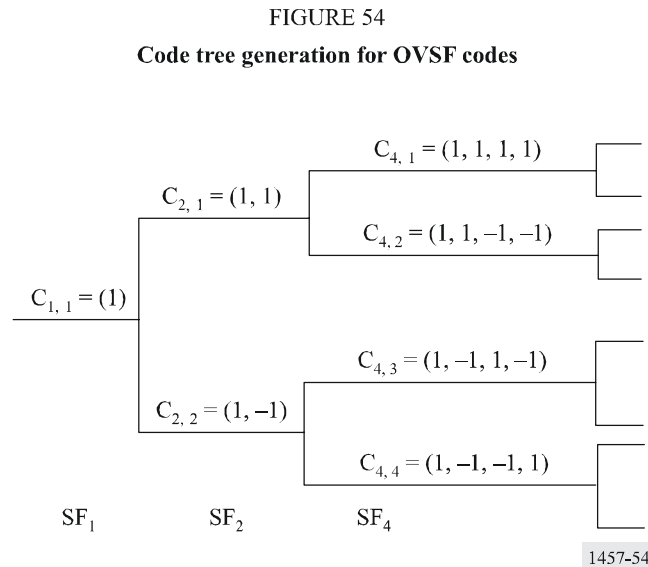 FIGURE 54
Code tree generation for OVSF codes
C4, 1 = (1, 1, 1, 1)
C2, 1 = (1, 1)
C4, 2 = (1, 1, –1, –1)
C1, 1 = (1)
C4, 3 = (1, –1, 1, –1)
C2, 2 = (1, –1)
C4, 4 = (1, –1, –1, 1)
SF1 SF2 SF4
1457-54